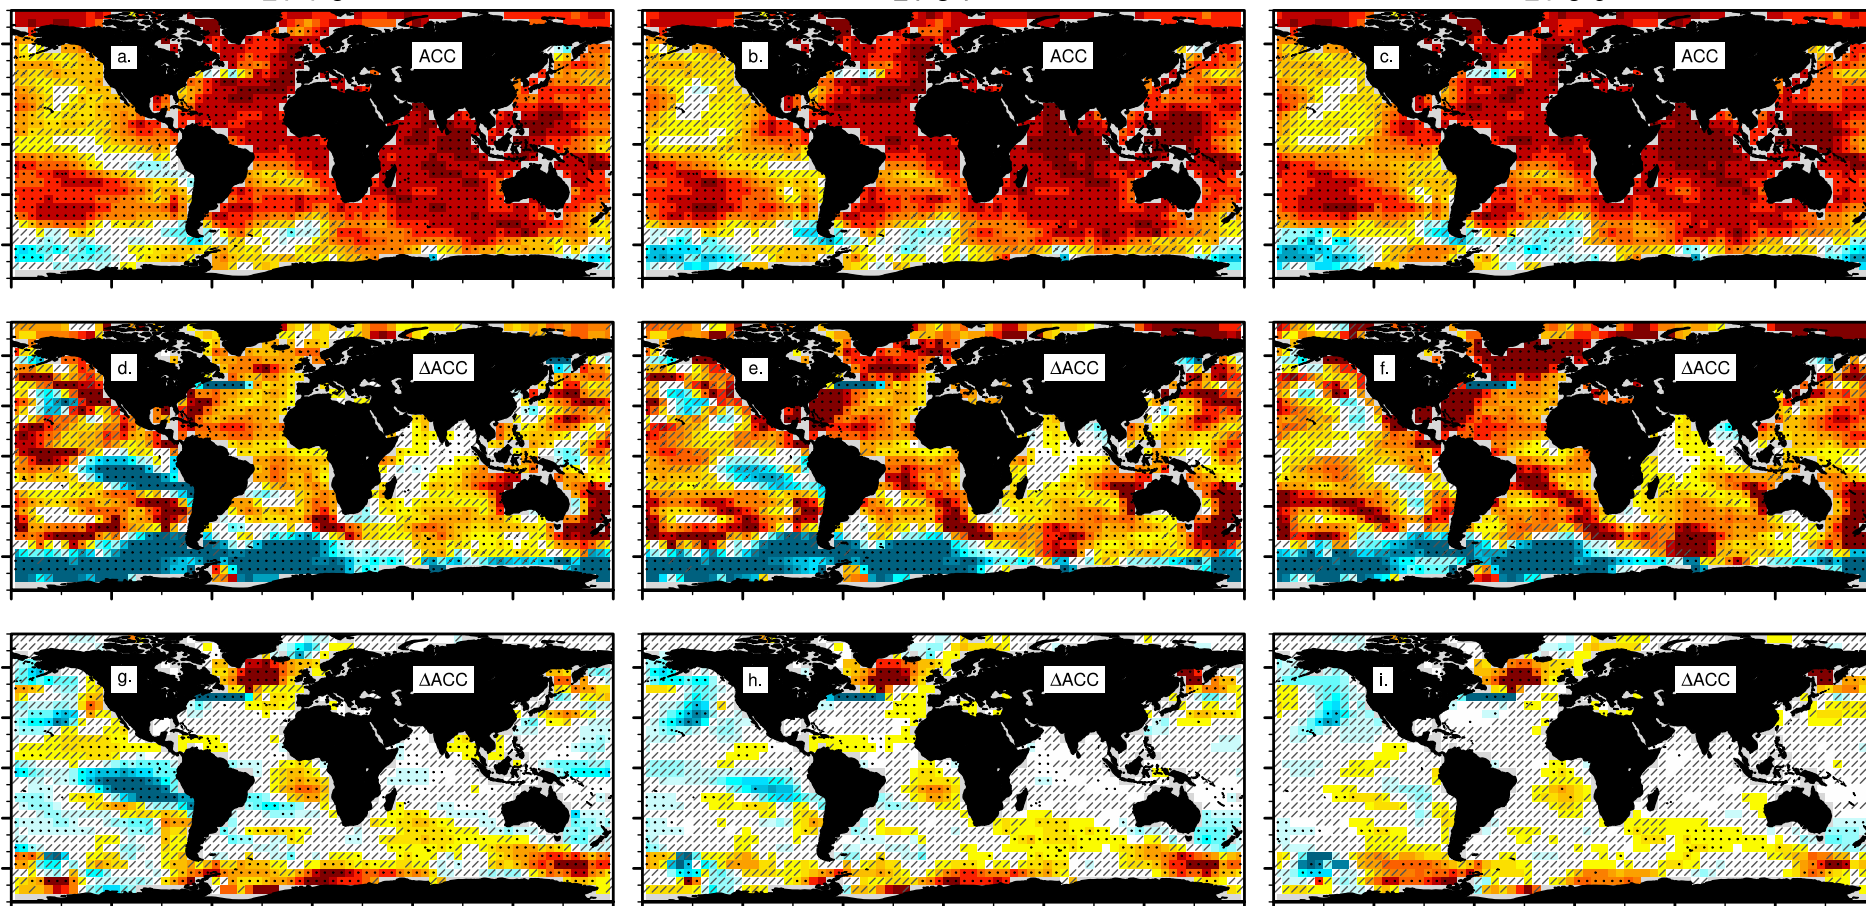 a. ACC b. ACC c. ACC
d. ΔACC e. ΔACC f. ΔACC
g. ΔACC h. ΔACC i. ΔACC